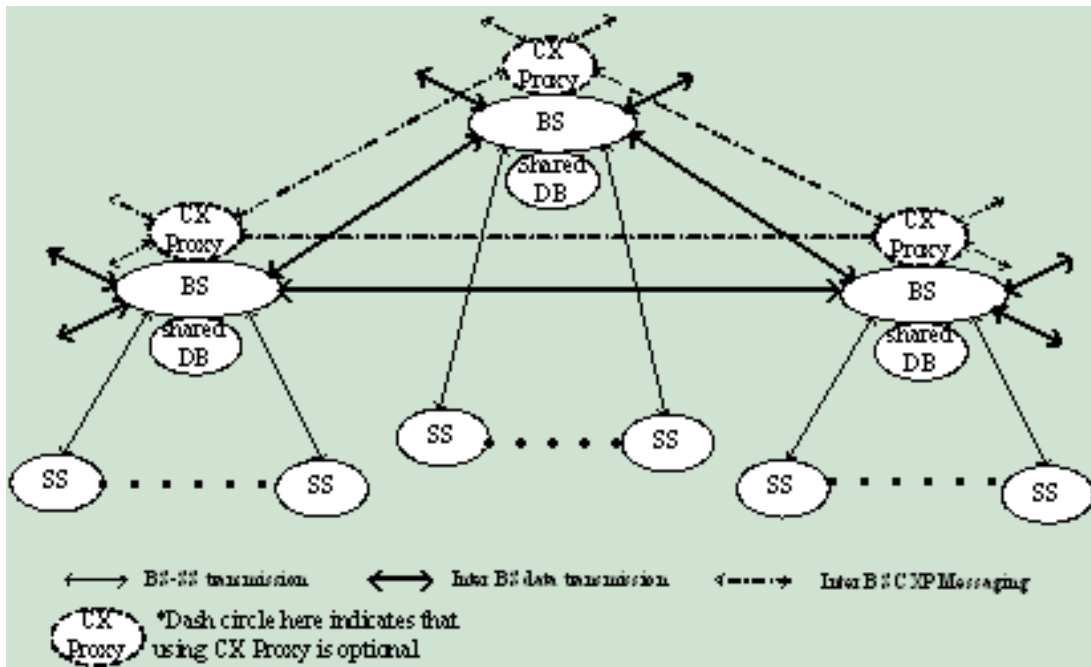 CX
Proxy
BS
shared
DB
CX
Proxy
BS
shared
DB
CX
Proxy
BS
shared
DB
SS
SS
SS
SS
SS
SS
BS-SS transmission
Inter BS data transmission
Inter BS CXP Messaging
CX
Proxy
*Dash circle here indicates that
using CX Proxy is optional